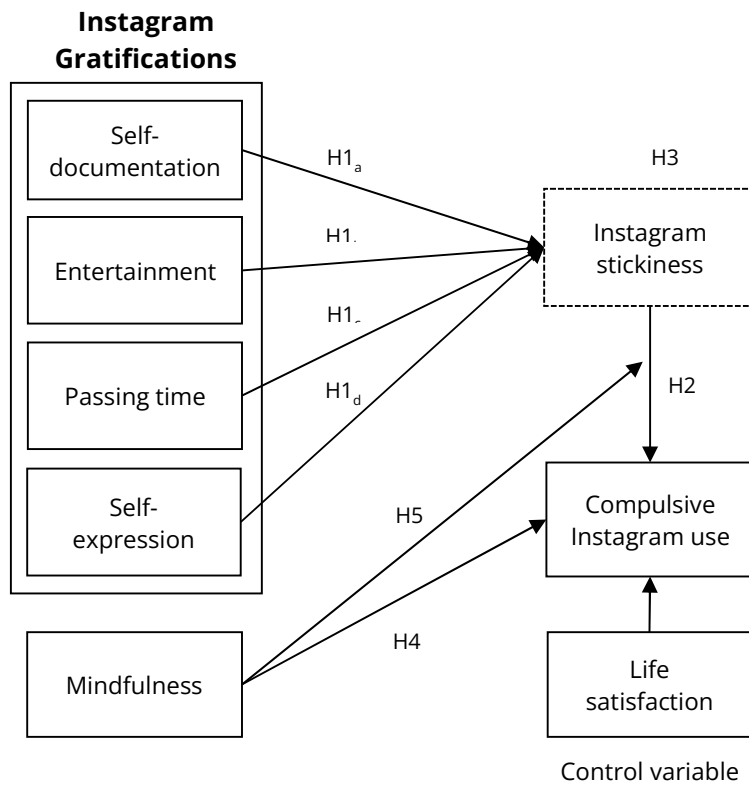 Instagram
Gratifications
Self-
documentation
H1a
H3
Entertainment
H1.
Instagram
stickiness
H1c
Passing time
H1d
H2
Self-
expression
H5
Compulsive
Instagram use
Mindfulness
H4
Life
satisfaction
Control variable